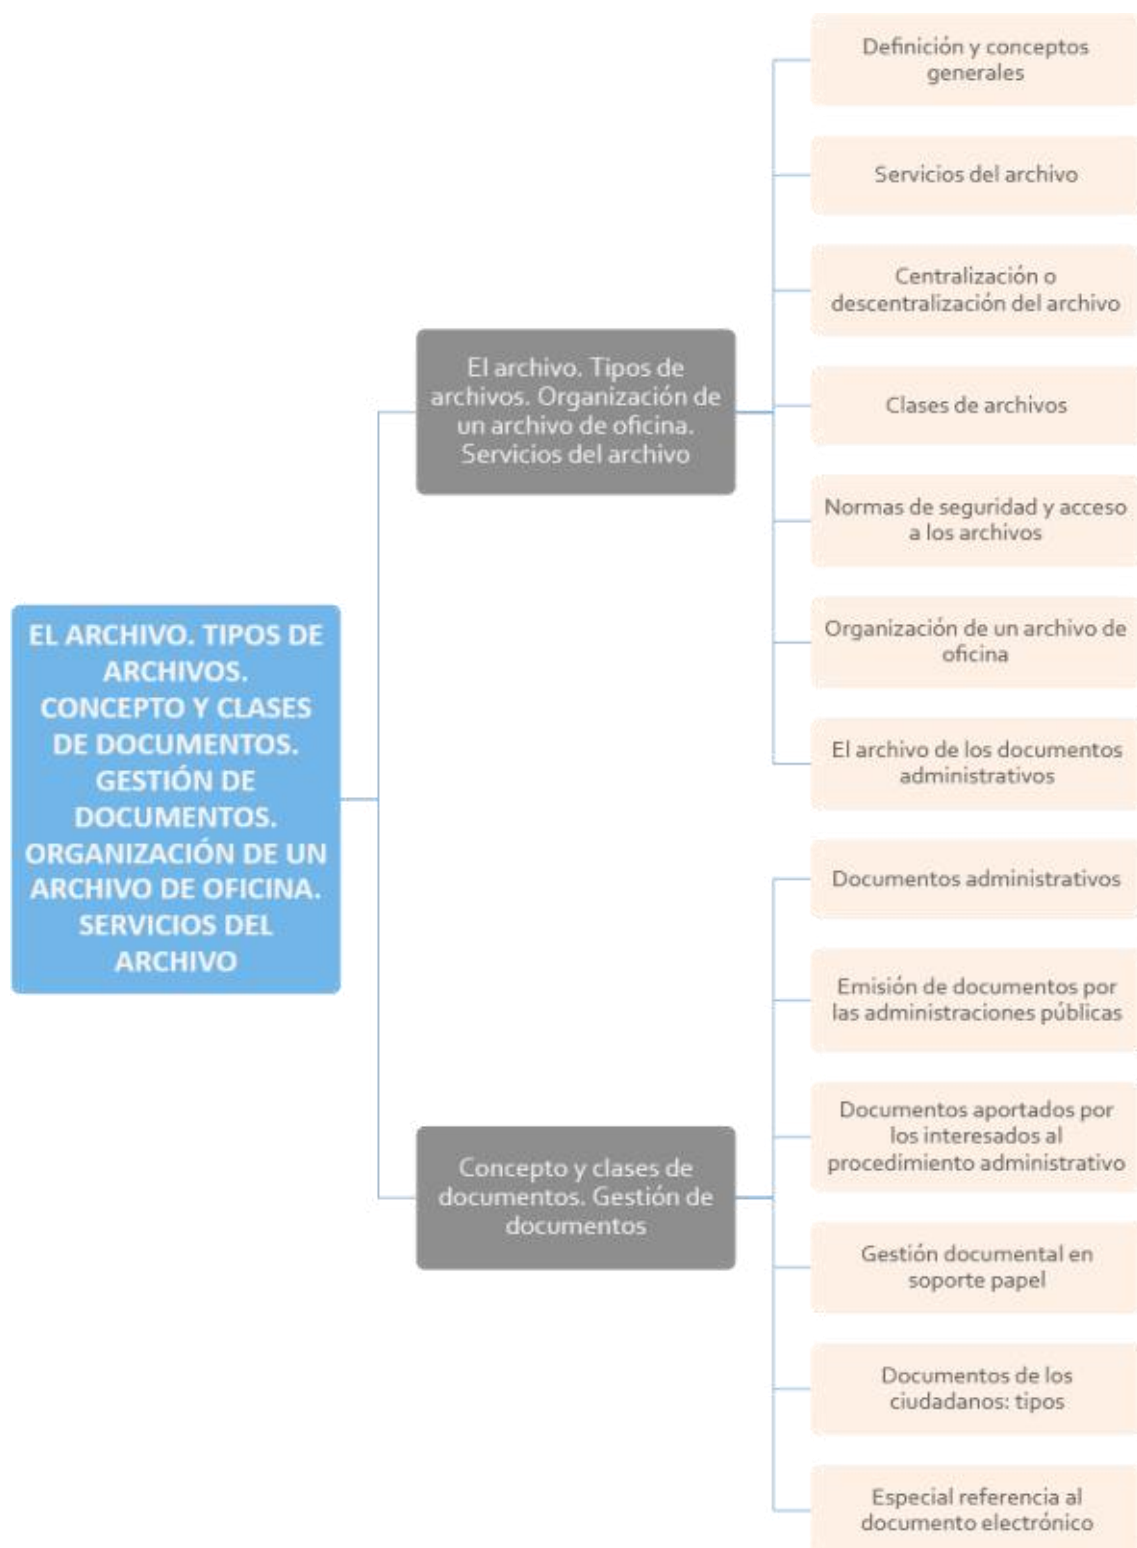 EL ARCHIVO. TIPOS DE
ARCHIVOS.
CONCEPTO Y CLASES
DE DOCUMENTOS.
GESTIÓN DE
DOCUMENTOS.
ORGANIZACIÓN DE UN
ARCHIVO DE OFICINA.
SERVICIOS DEL
ARCHIVO
El archivo. Tipos de
archivos. Organización de
un archivo de oficina.
Servicios del archivo
Definición y conceptos
generales
Servicios del archivo
Centralización o
descentralización del archivo
Clases de archivos
Normas de seguridad y acceso
a los archivos
Organización de un archivo de
oficina
El archivo de los documentos
administrativos
Concepto y clases de
documentos. Gestión de
documentos
Documentos administrativos
Emisión de documentos por
las administraciones públicas
Documentos aportados por
los interesados al
procedimiento administrativo
Gestión documental en
soporte papel
Documentos de los
ciudadanos: tipos
Especial referencia al
documento electrónico